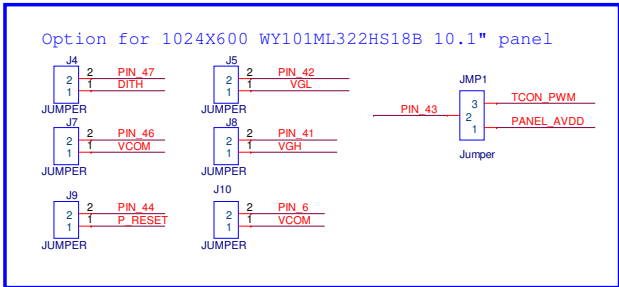 Option for 1024X600 WY101ML322HS18B 10.1" panel
J4
2 2 PIN_47
1 1 DITH
JUMPER
J5
2 2 PIN_42
1 1 VGL
JUMPER
JMP1
3 TCON_PWM
PIN_43 2
1 PANEL_AVDD
Jumper
J7
2 2 PIN_46
1 1 VCOM
JUMPER
J8
2 2 PIN_41
1 1 VGH
JUMPER
J9
2 2 PIN_44
1 1 P_RESET
JUMPER
J10
2 2 PIN_6
1 1 VCOM
JUMPER